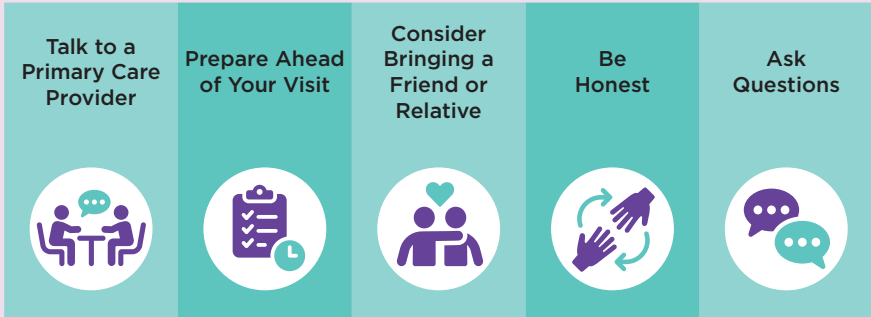 Talk to a
Primary Care
Provider
Prepare Ahead
of Your Visit
Consider
Bringing a
Friend or
Relative
Be
Honest
Ask
Questions